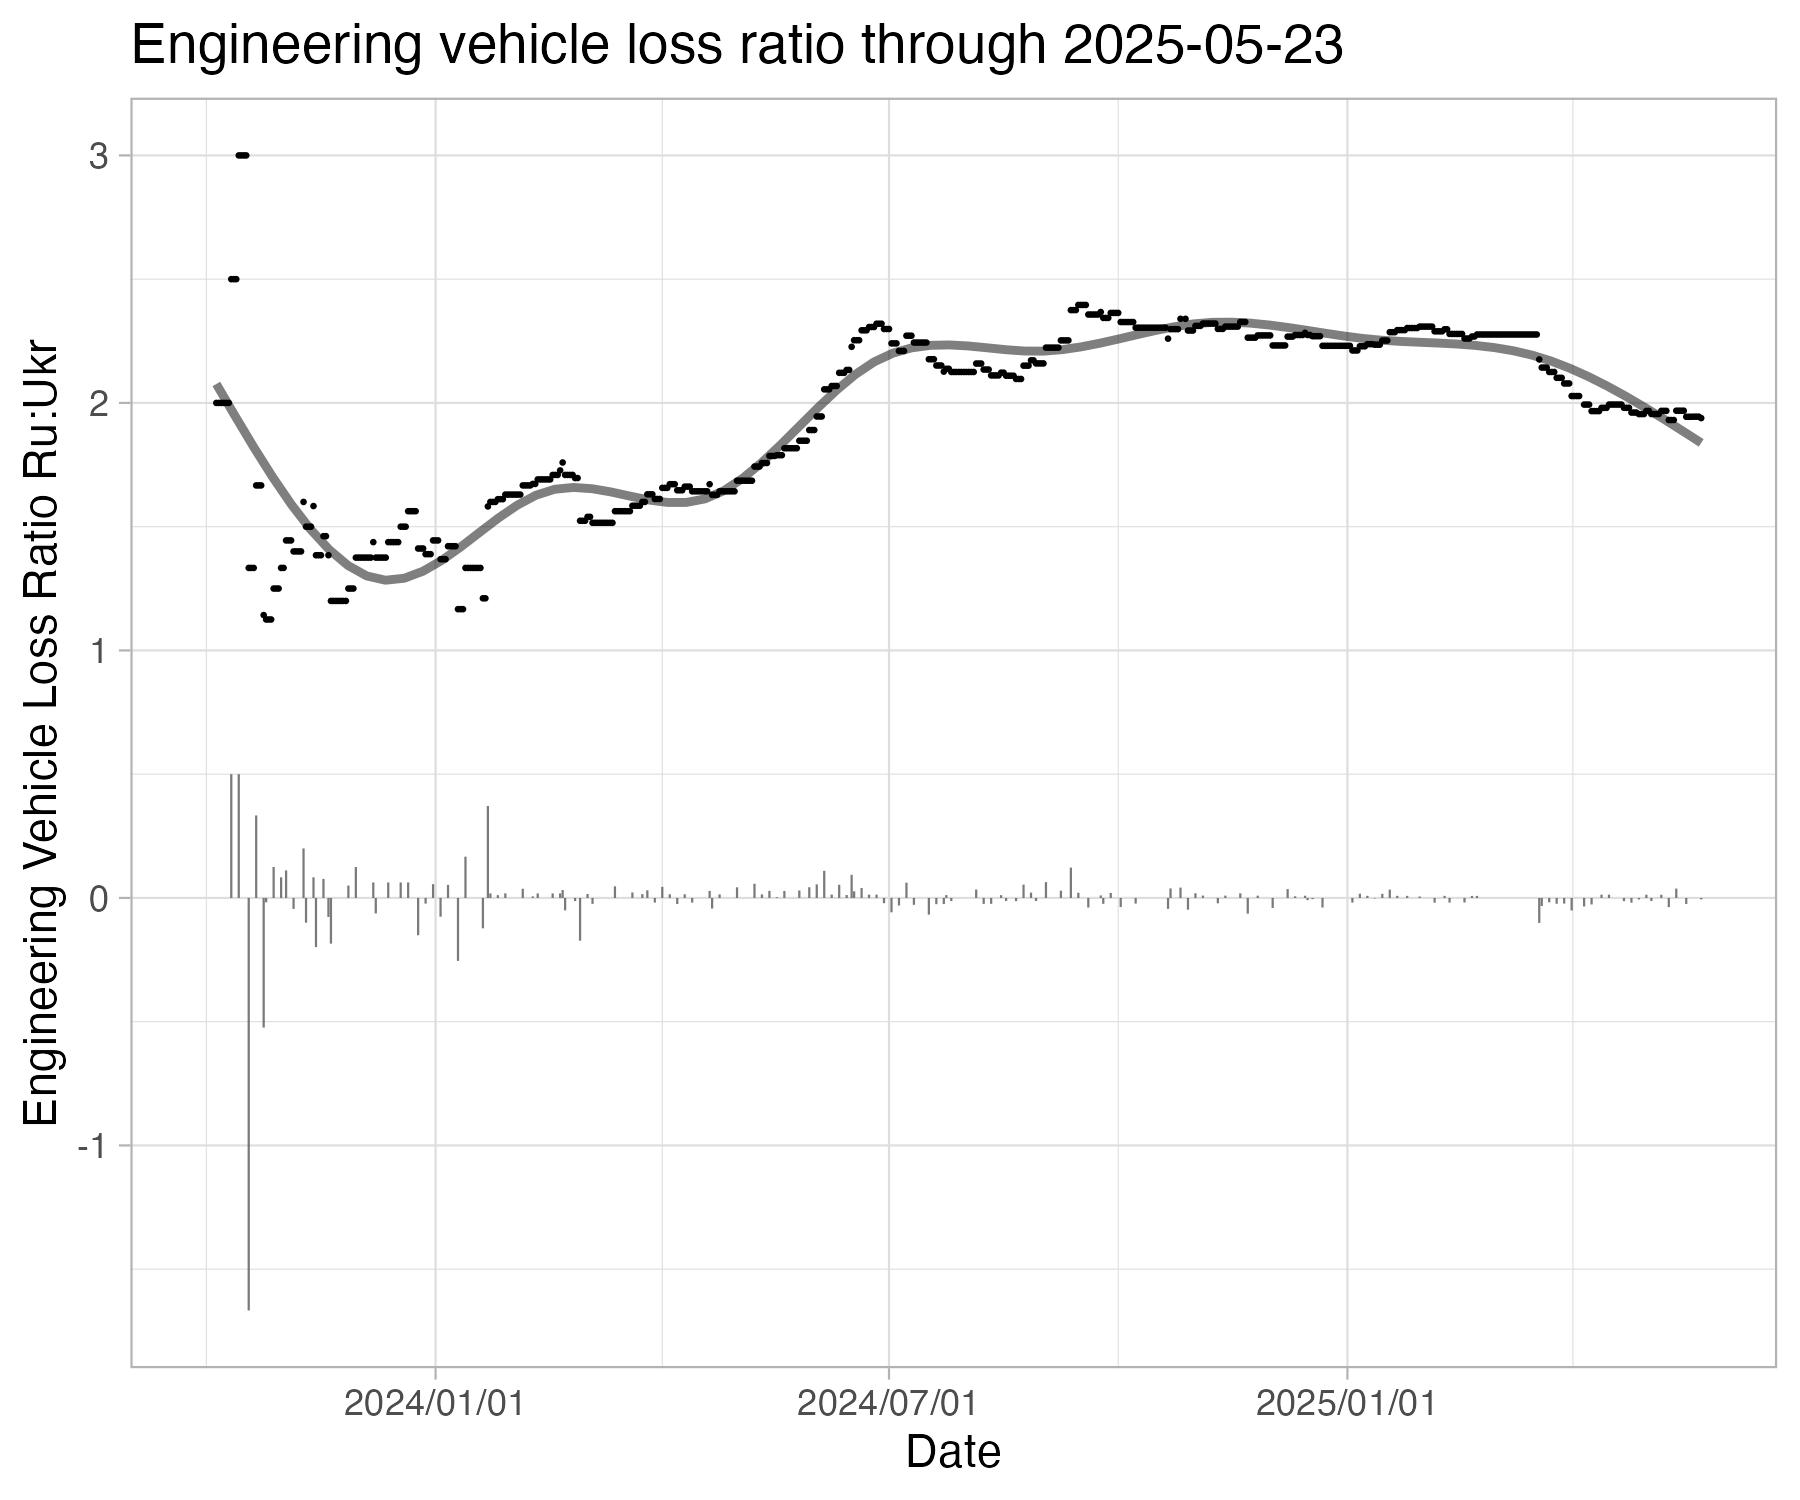 Engineering vehicle loss ratio through 2025-05-23
Engineering Vehicle Loss Ratio Ru:Ukr
3
2
1
0
-1
2024/01/01
2024/07/01
2025/01/01
Date